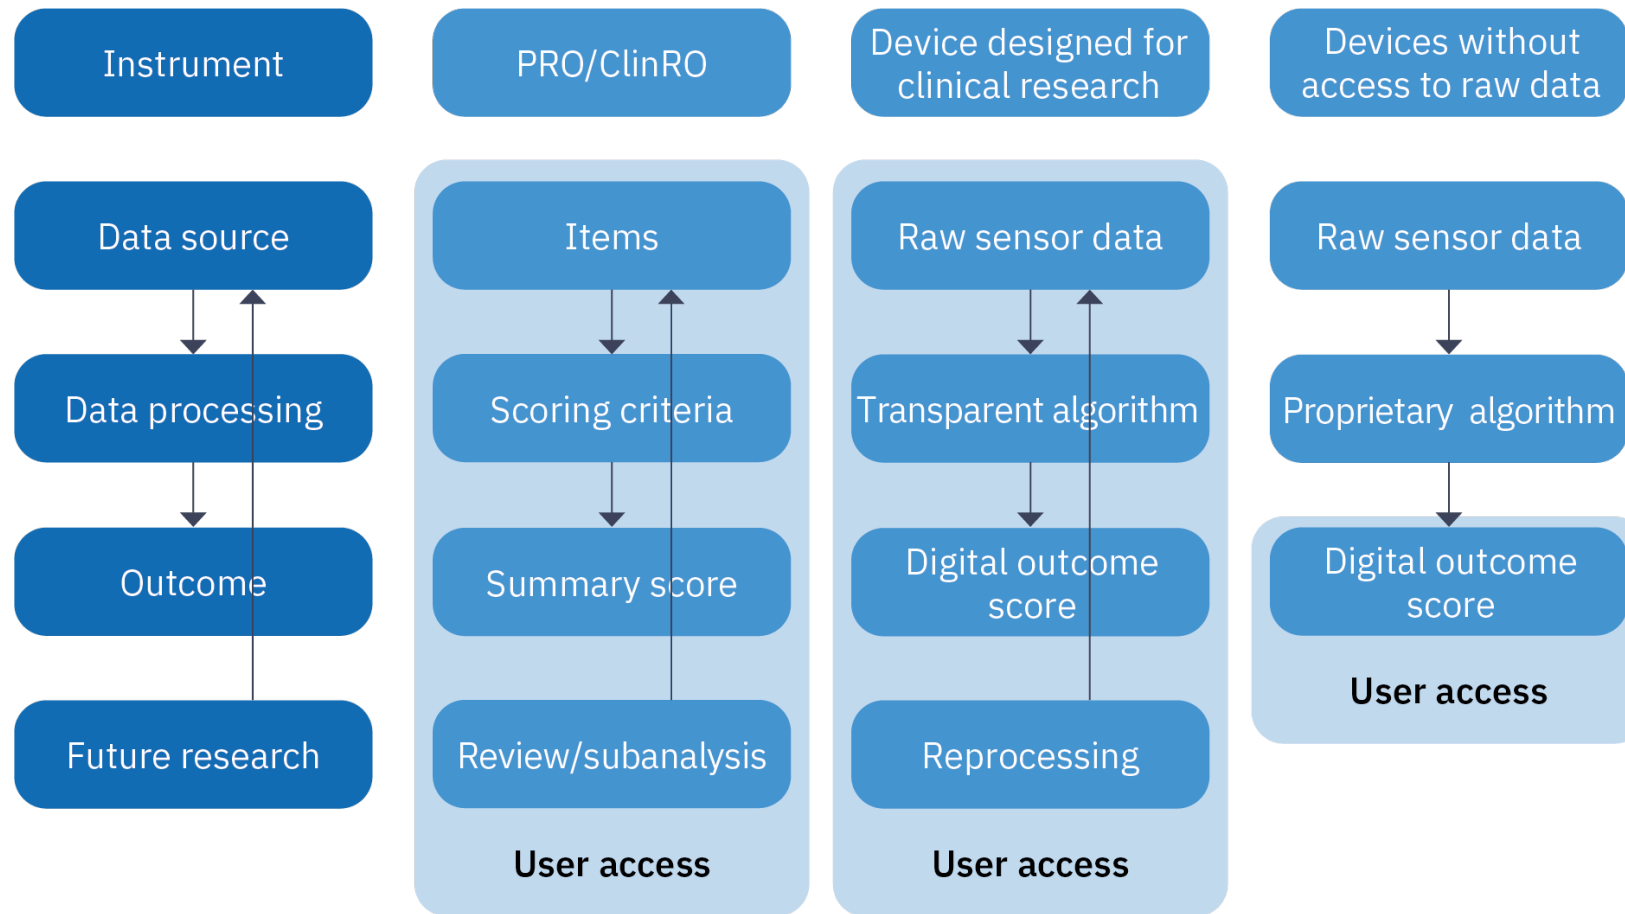 Instrument
PRO/ClinRO
Device designed for
clinical research
Devices without
access to raw data
Data source
Items
Raw sensor data
Raw sensor data
Data processing
Scoring criteria
Transparent algorithm
Proprietary algorithm
Outcome
Summary score
Digital outcome
score
Digital outcome
score
User access
Future research
Review/subanalysis
Reprocessing
User access
User access